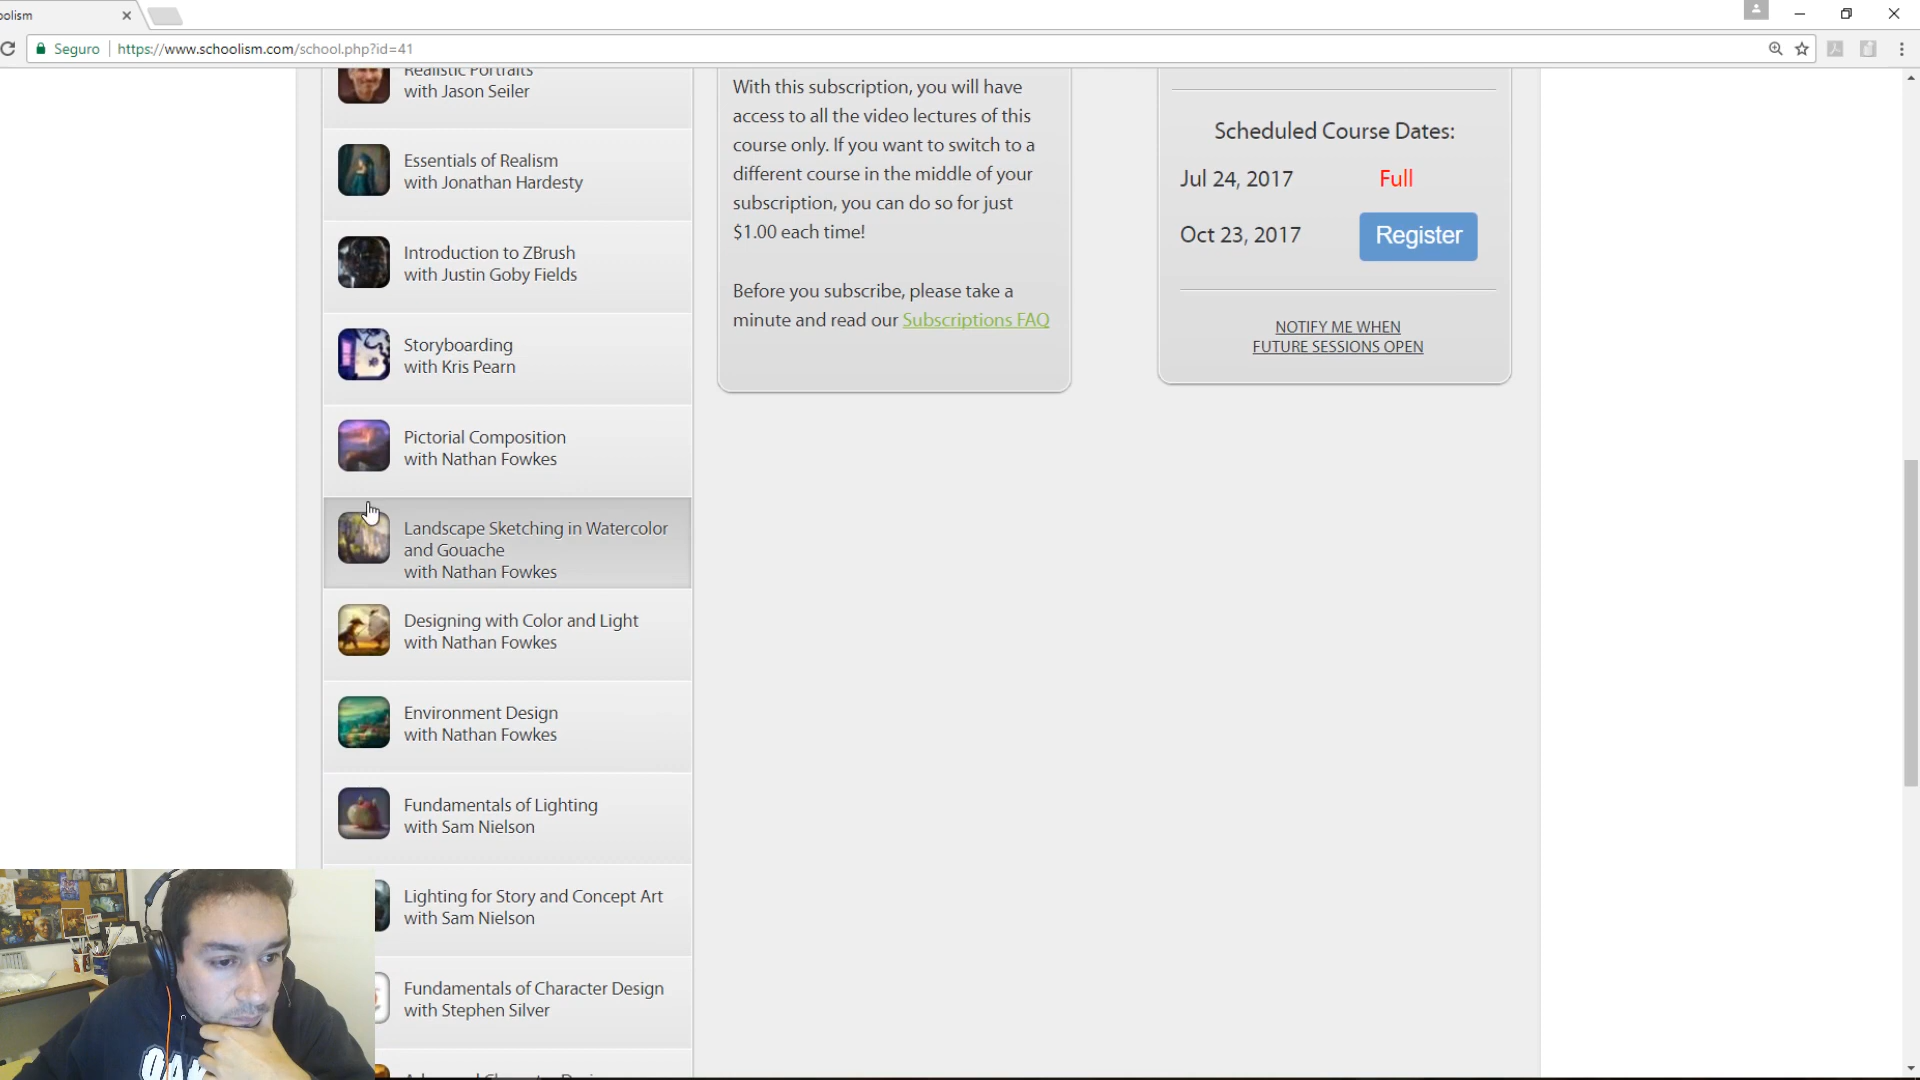 oolism
Seguro
https://www.schoolism.com/school.php?id=41
Realistic Portraits
with Jason Seiler
Essentials of Realism
with Jonathan Hardesty
Introduction to ZBrush
with Justin Goby Fields
Storyboarding
with Kris Pearn
Pictorial Composition
with Nathan Fowkes
Landscape Sketching in Watercolor
and Gouache
with Nathan Fowkes
Designing with Color and Light
with Nathan Fowkes
Environment Design
with Nathan Fowkes
Fundamentals of Lighting
with Sam Nielson
Lighting for Story and Concept Art
with Sam Nielson
Fundamentals of Character Design
with Stephen Silver
With this subscription, you will have
access to all the video lectures of this
course only. If you want to switch to a
different course in the middle of your
subscription, you can do so for just
$1.00 each time!
Before you subscribe, please take a
minute and read our Subscriptions FAQ
Scheduled Course Dates:
Jul 24, 2017 Full
Oct 23, 2017 Register
NOTIFY ME WHEN
FUTURE SESSIONS OPEN